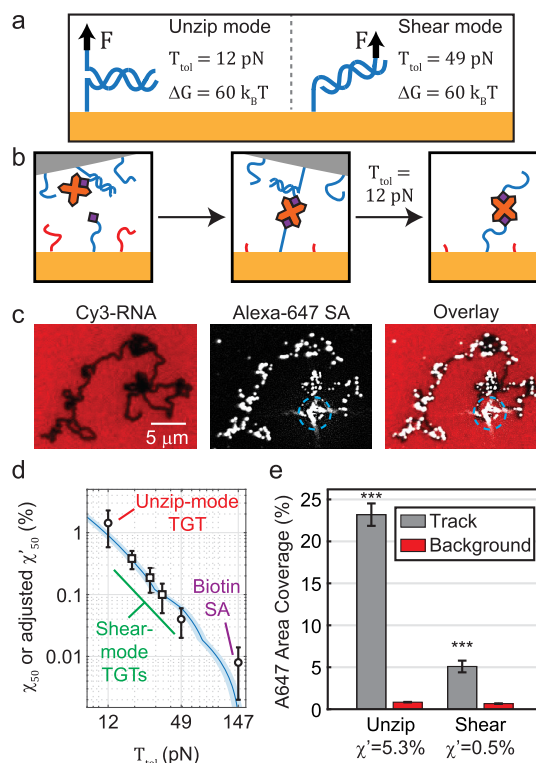 a
Unzip mode
Shear mode
F
T_tol = 12 pN
ΔG = 60 k_BT
F
T_tol = 49 pN
ΔG = 60 k_BT
b
T_tol =
12 pN
c
Cy3-RNA
Alexa-647 SA
Overlay
5 μm
d
χ₅₀ or adjusted χ'₅₀ (%)
1
0.1
0.01
Unzip-mode
TGT
Biotin
SA
Shear-
mode
TGTs
12
49
147
T_tol (pN)
e
A647 Area Coverage (%)
25
20
15
10
5
0
***
***
Track
Background
Unzip
χ'=5.3%
Shear
χ'=0.5%